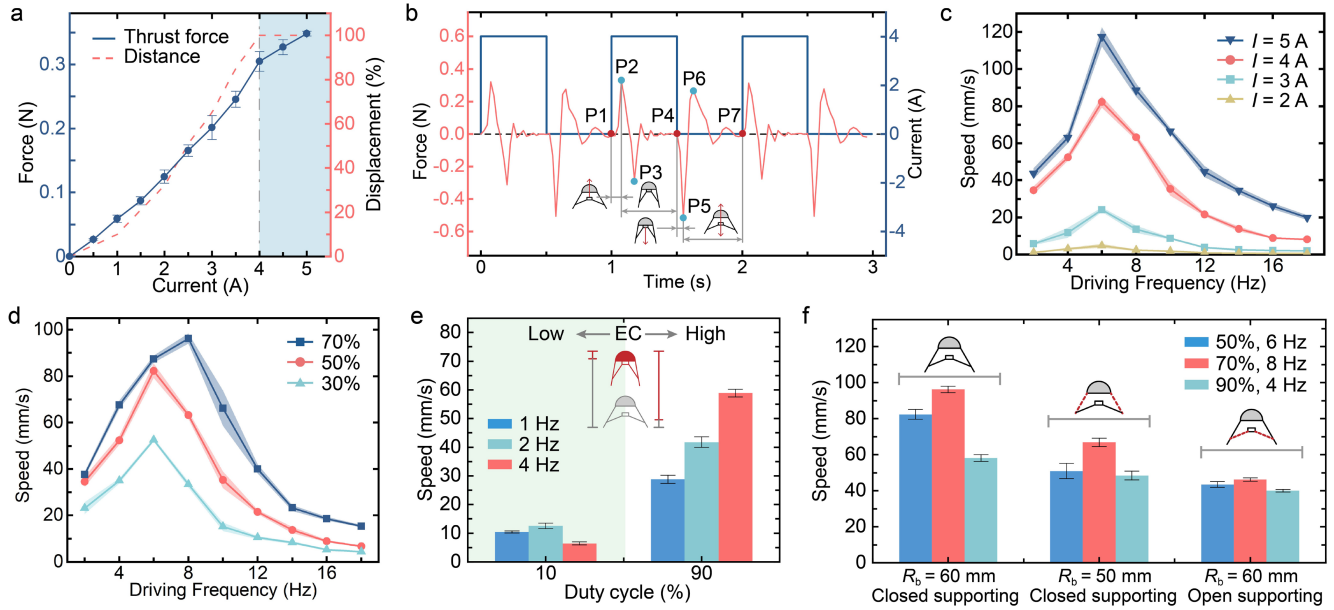 a
Thrust force
Distance
Force (N)
0
0.1
0.2
0.3
Displacement (%)
0
20
40
60
80
100
0 1 2 3 4 5
Current (A)
b
Force (N)
0.6
0.4
0.2
0.0
-0.2
-0.4
-0.6
Current (A)
4
2
0
-2
-4
P2
P6
P1
P4
P7
P3
P5
0 1 2 3
Time (s)
c
Speed (mm/s)
120
100
80
60
40
20
0
I = 5 A
I = 4 A
I = 3 A
I = 2 A
4 8 12 16
Driving Frequency (Hz)
d
Speed (mm/s)
100
80
60
40
20
0
70%
50%
30%
4 8 12 16
Driving Frequency (Hz)
e
Speed (mm/s)
80
70
60
50
40
30
20
10
0
Low EC High
1 Hz
2 Hz
4 Hz
10 90
Duty cycle (%)
f
Speed (mm/s)
120
100
80
60
40
20
0
50%, 6 Hz
70%, 8 Hz
90%, 4 Hz
Rb = 60 mm
Closed supporting
Rb = 50 mm
Closed supporting
Rb = 60 mm
Open supporting